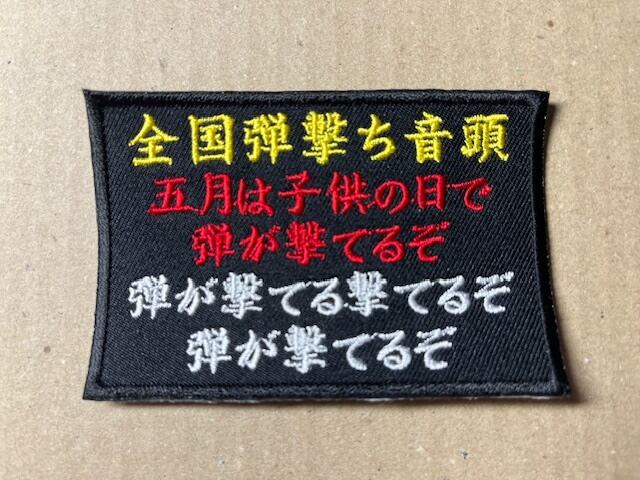 全国弾撃ち音頭
五月は子供の日で
弾が撃てるぞ
弾が撃てる撃てるぞ
弾が撃てるぞ